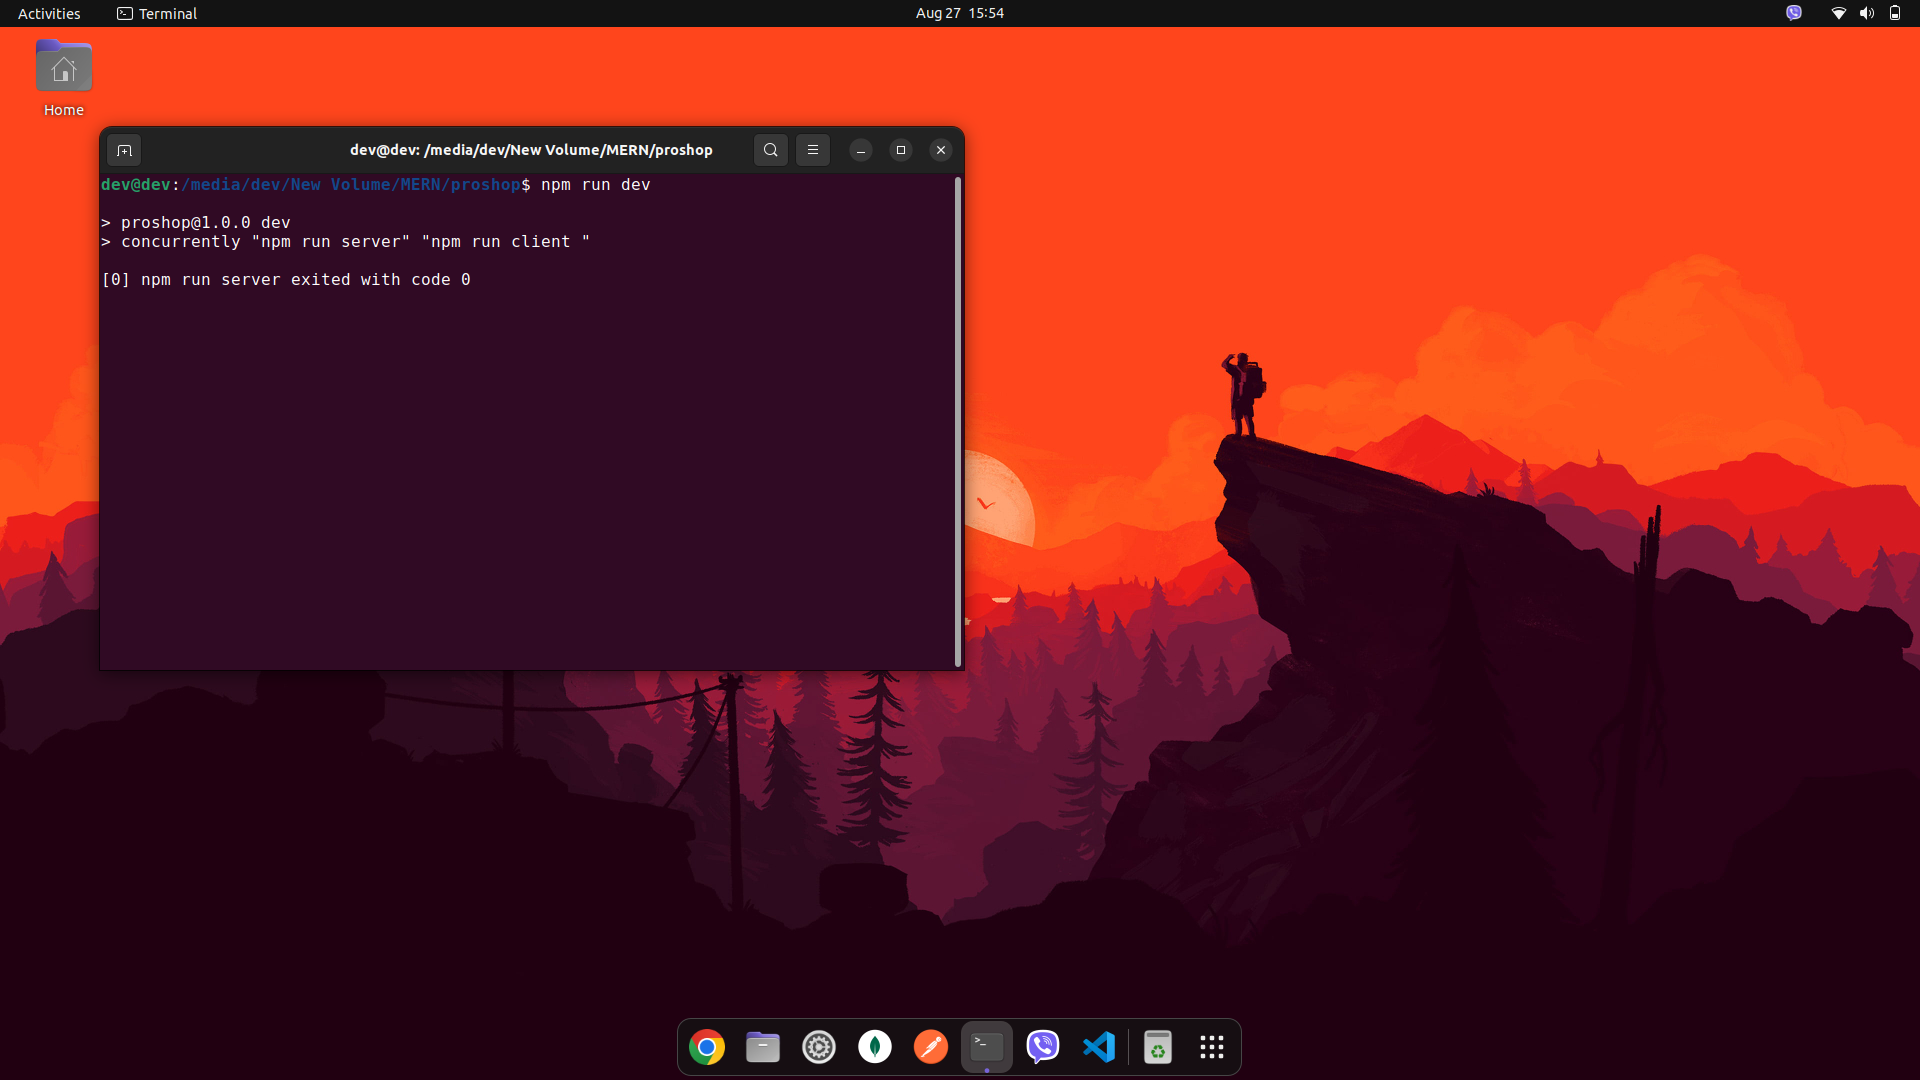 Activities
Terminal
Aug 27 15:54
Home
dev@dev: /media/dev/New Volume/MERN/proshop
dev@dev:/media/dev/New Volume/MERN/proshop$ npm run dev
> proshop@1.0.0 dev
> concurrently "npm run server" "npm run client "
[0] npm run server exited with code 0